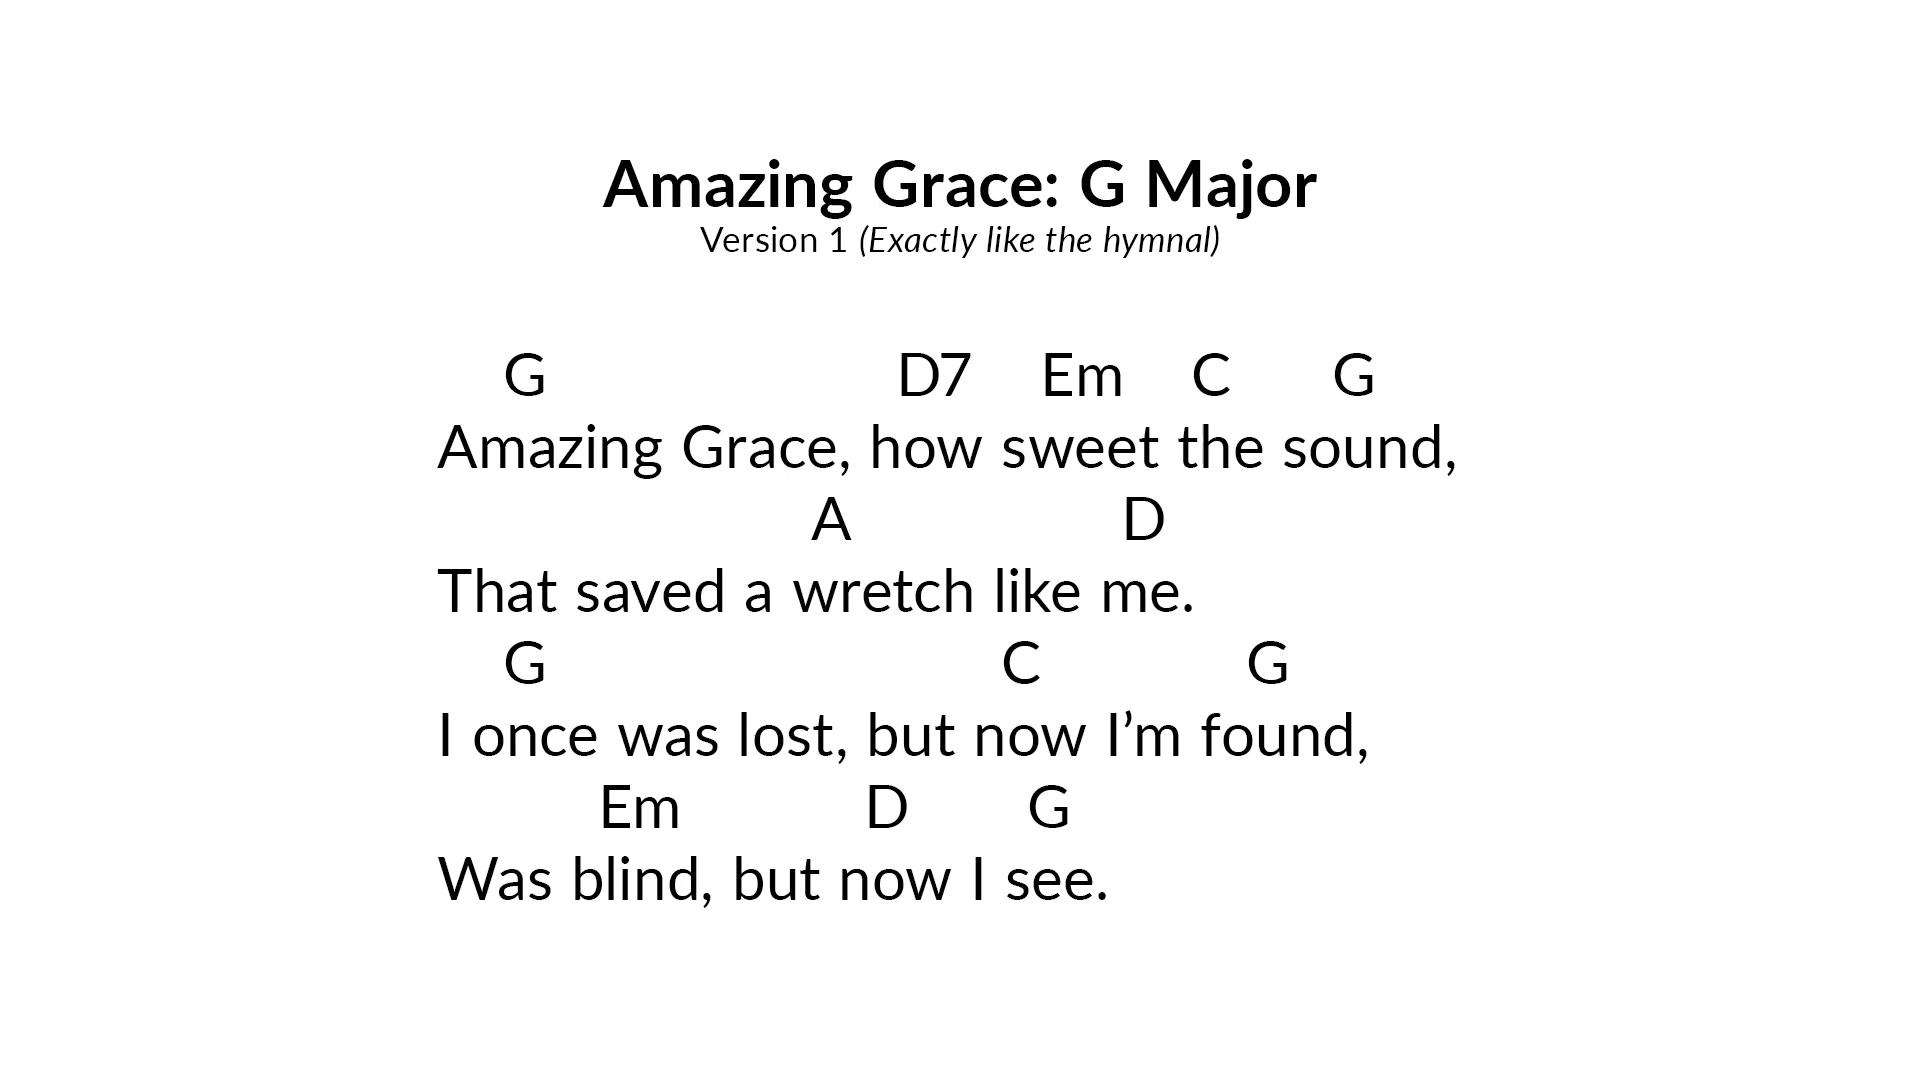 Amazing Grace: G Major
Version 1 (Exactly like the hymnal)
G D7 Em C G
Amazing Grace, how sweet the sound,
A D
That saved a wretch like me.
G C G
I once was lost, but now I’m found,
Em D G
Was blind, but now I see.